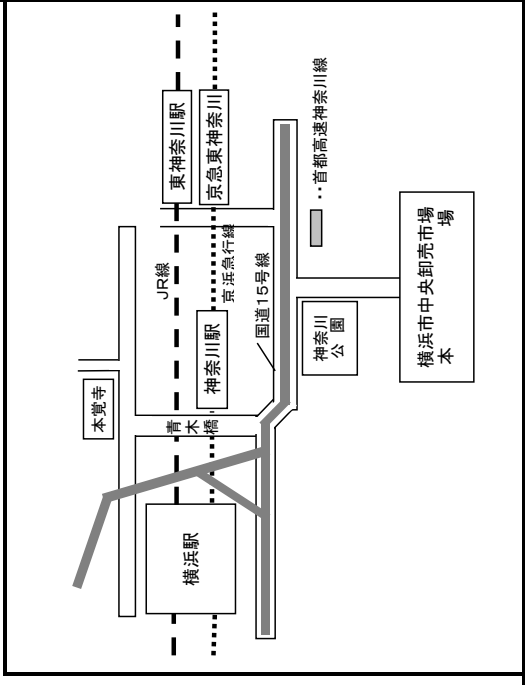 東神奈川駅
京急東神奈川
‥首都高速神奈川線
JR線
京浜急行線
国道15号線
神奈川駅
神奈川
公園
横浜市中央卸売市場
本　　　　　　場
本覚寺
青木橋
横浜駅